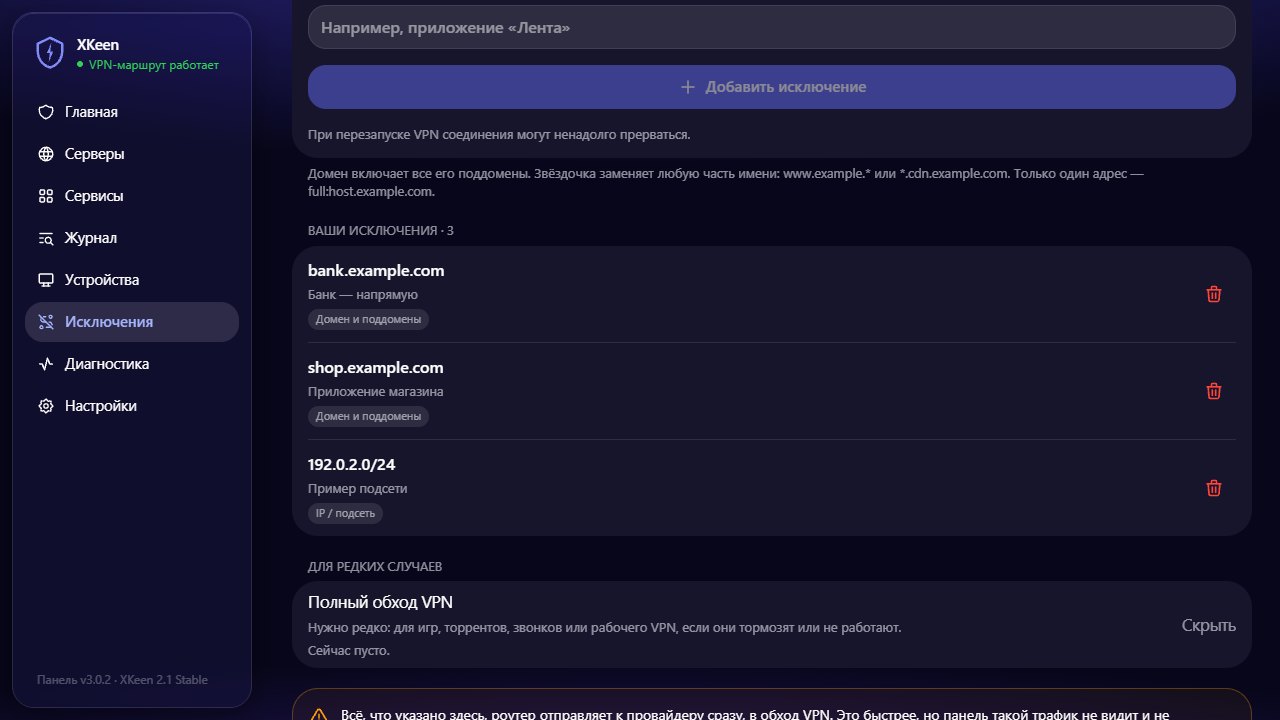 XKeen
VPN-маршрут работает
Главная
Серверы
Сервисы
Журнал
Устройства
Исключения
Диагностика
Настройки
Панель v3.0.2 · XKeen 2.1 Stable
Например, приложение «Лента»
Добавить исключение
При перезапуске VPN соединения могут ненадолго прерваться.
Домен включает все его поддомены. Звёздочка заменяет любую часть имени: www.example.* или *.cdn.example.com. Только один адрес —
full:host.example.com.
ВАШИ ИСКЛЮЧЕНИЯ · 3
bank.example.com
Банк — напрямую
Домен и поддомены
shop.example.com
Приложение магазина
Домен и поддомены
192.0.2.0/24
Пример подсети
IP / подсеть
ДЛЯ РЕДКИХ СЛУЧАЕВ
Полный обход VPN
Нужно редко: для игр, торрентов, звонков или рабочего VPN, если они тормозят или не работают.
Сейчас пусто.
Скрыть
Всё, что указано здесь, роутер отправляет к провайдеру сразу, в обход VPN. Это быстрее, но панель такой трафик не видит и не